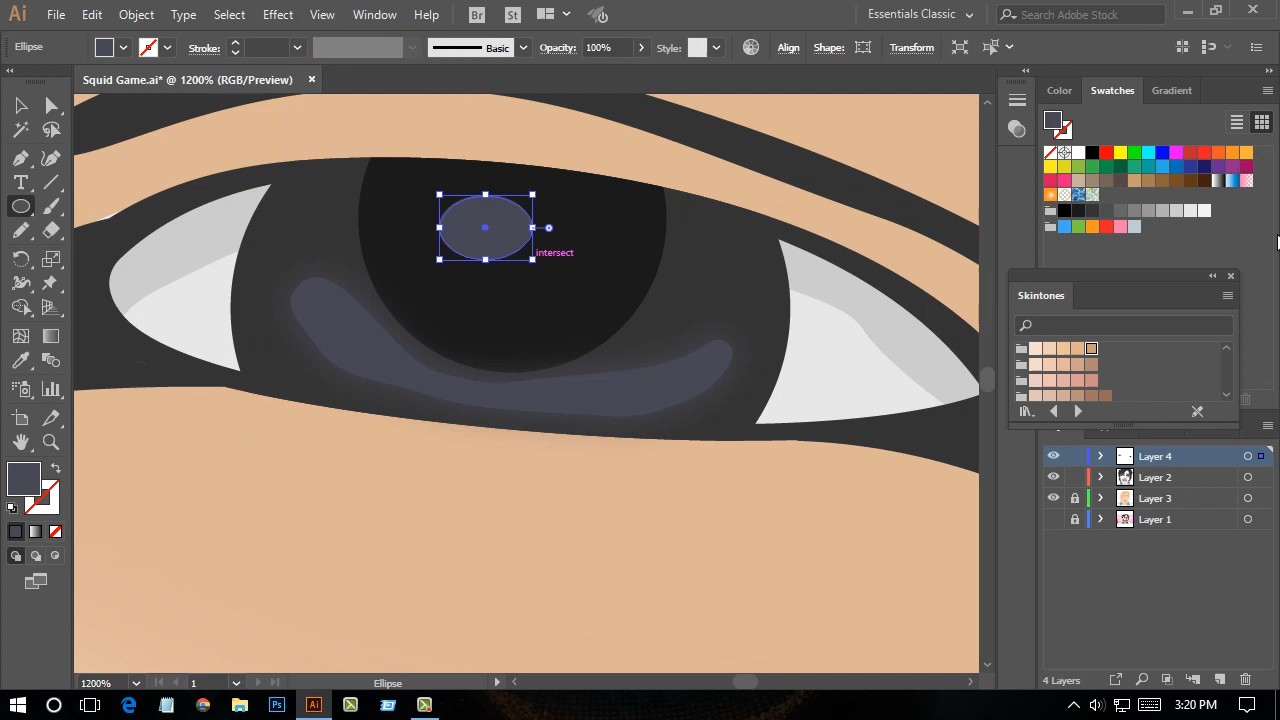 Ai File Edit Object Type Select Effect View Window Help Br St Essentials Classic Search Adobe Stock
Ellipse Stroke: Basic Opacity: 100% Style: Align Shape: Transform
Squid Game.ai* @ 1200% (RGB/Preview)
Color Swatches Gradient
intersect
Skintones
Layer 4
Layer 2
Layer 3
Layer 1
1200% 1 Ellipse 4 Layers
Ps Ai 3:20 PM